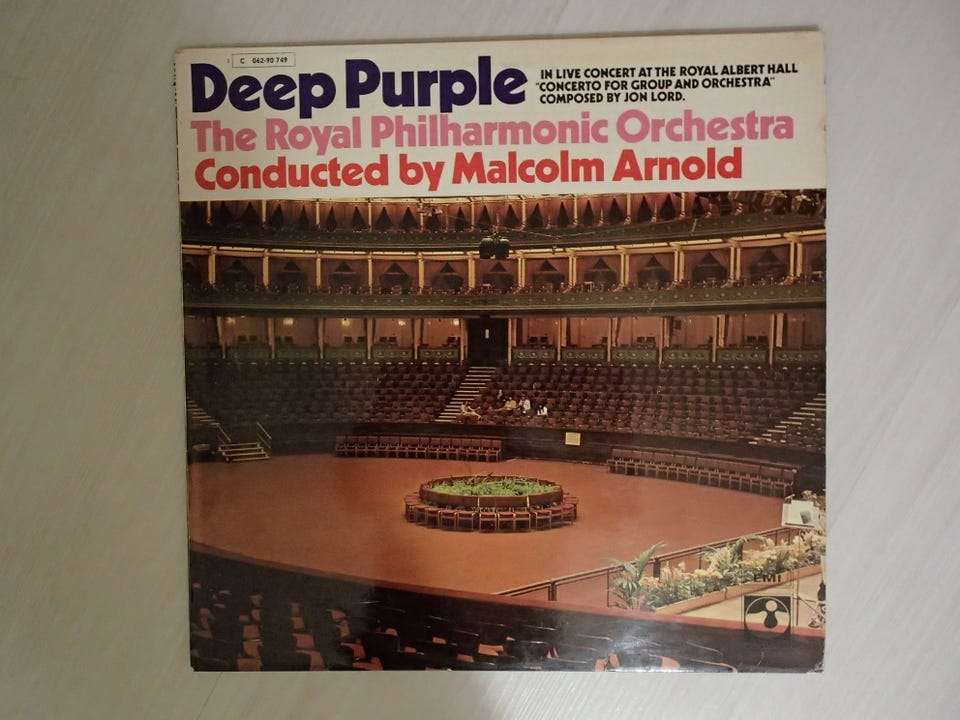 C 062-90 749
Deep Purple
IN LIVE CONCERT AT THE ROYAL ALBERT HALL
"CONCERTO FOR GROUP AND ORCHESTRA"
COMPOSED BY JON LORD.
The Royal Philharmonic Orchestra
Conducted by Malcolm Arnold
EMI